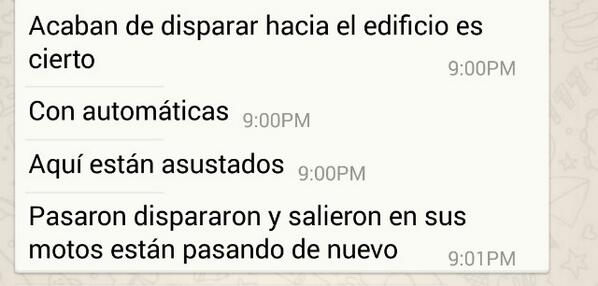 Acaban de disparar hacia el edificio es
cierto
9:00PM
Con automáticas 9:00PM
Aquí están asustados 9:00PM
Pasaron dispararon y salieron en sus
motos están pasando de nuevo 9:01PM